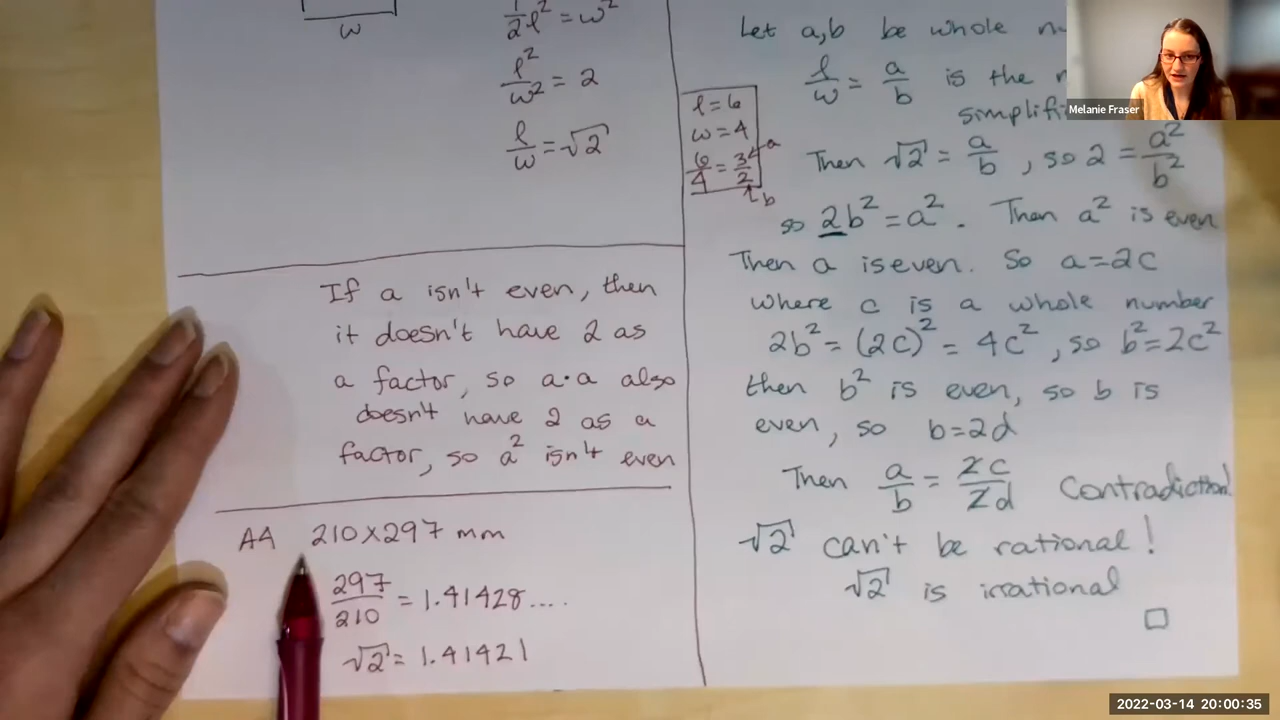 w
1/2 l² = w²
l²/w² = 2
l/w = √2
If a isn't even, then
it doesn't have 2 as
a factor, so a·a also
doesn't have 2 as a
factor, so a² isn't even
A4 210×297 mm
297/210 = 1.41428....
√2 = 1.41421
l=6
w=4
6/4 = 3/2
a
b
Let a,b be whole
l/w = a/b is the
Then √2 = a/b, so 2 = a²/b²
so 2b² = a². Then a² is even
Then a is even. So a=2c
where c is a whole number
2b² = (2c)² = 4c², so b²=2c²
then b² is even, so b is
even, so b=2d
Then a/b = 2c/2d Contradiction!
√2 can't be rational!
√2 is irrational
Melanie Fraser
2022-03-14 20:00:35